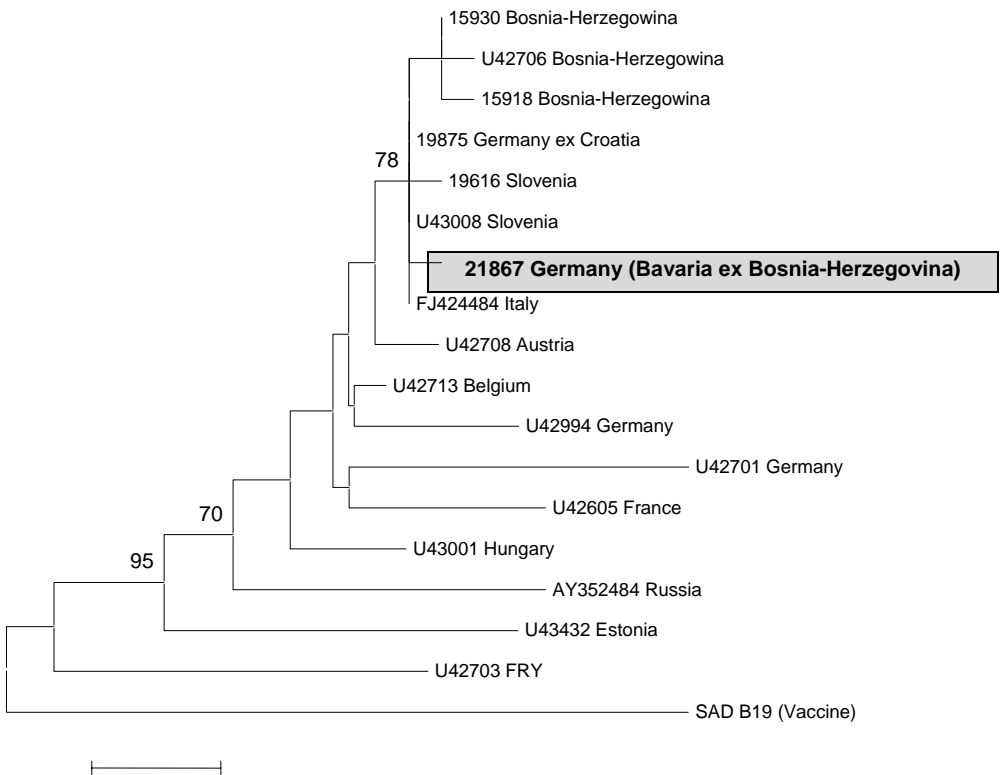 15930 Bosnia-Herzegowina
U42706 Bosnia-Herzegowina
15918 Bosnia-Herzegowina
19875 Germany ex Croatia
78
19616 Slovenia
U43008 Slovenia
21867 Germany (Bavaria ex Bosnia-Herzegovina)
FJ424484 Italy
U42708 Austria
U42713 Belgium
U42994 Germany
U42701 Germany
U42605 France
70
U43001 Hungary
95
AY352484 Russia
U43432 Estonia
U42703 FRY
SAD B19 (Vaccine)